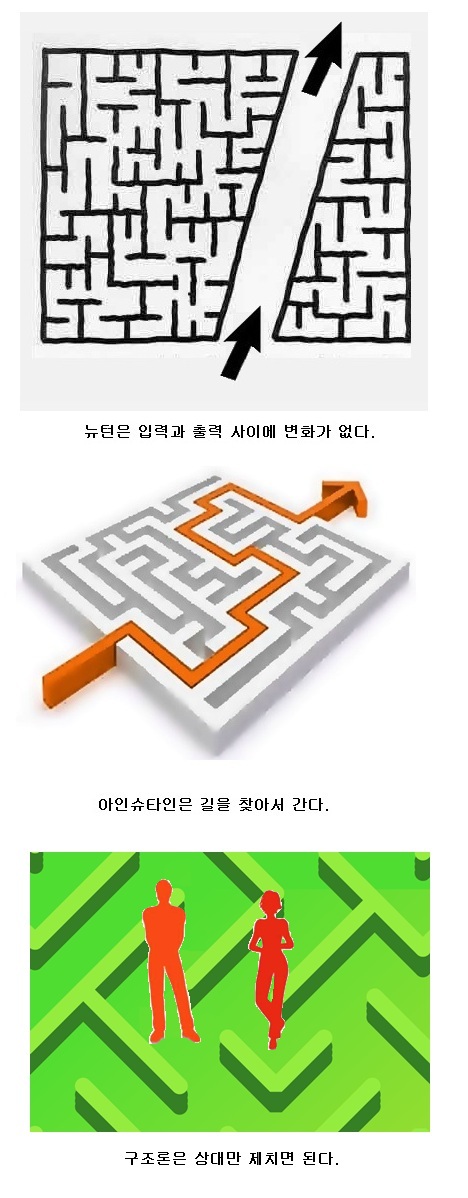 뉴턴은 입력과 출력 사이에 변화가 없다.
아인슈타인은 길을 찾아서 간다.
구조론은 상대만 제치면 된다.